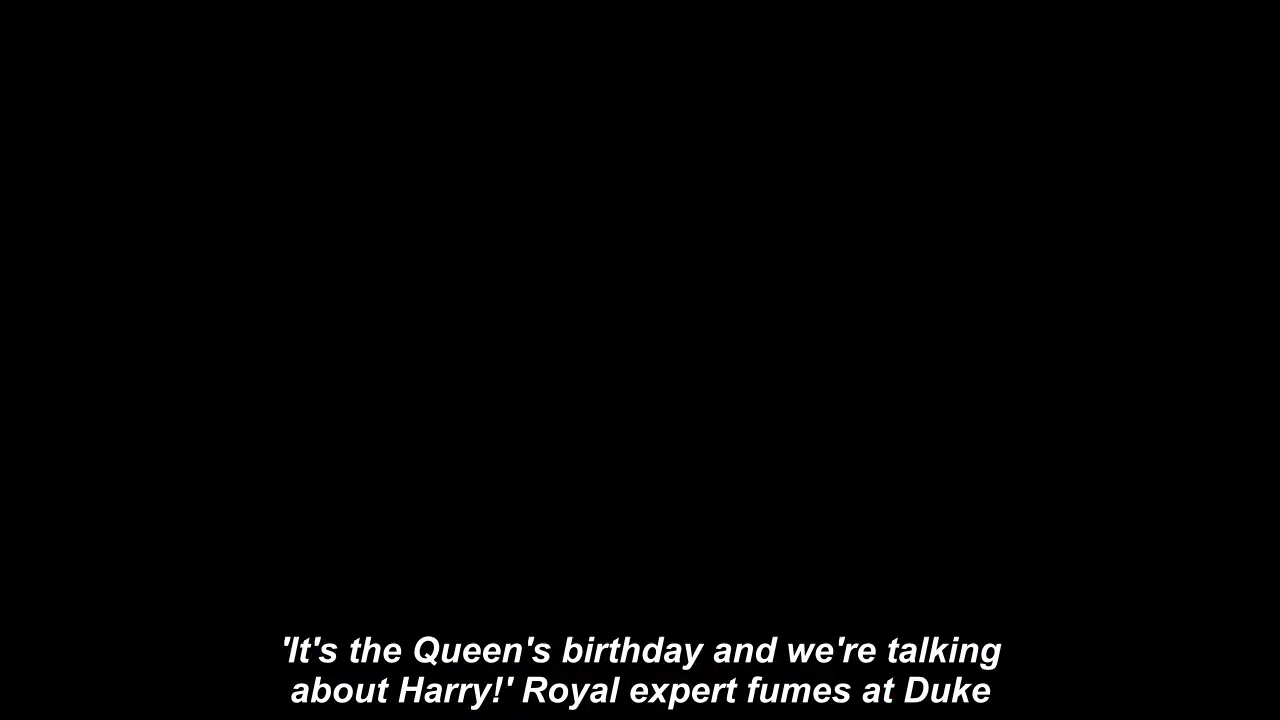 'It's the Queen's birthday and we're talking
about Harry!' Royal expert fumes at Duke